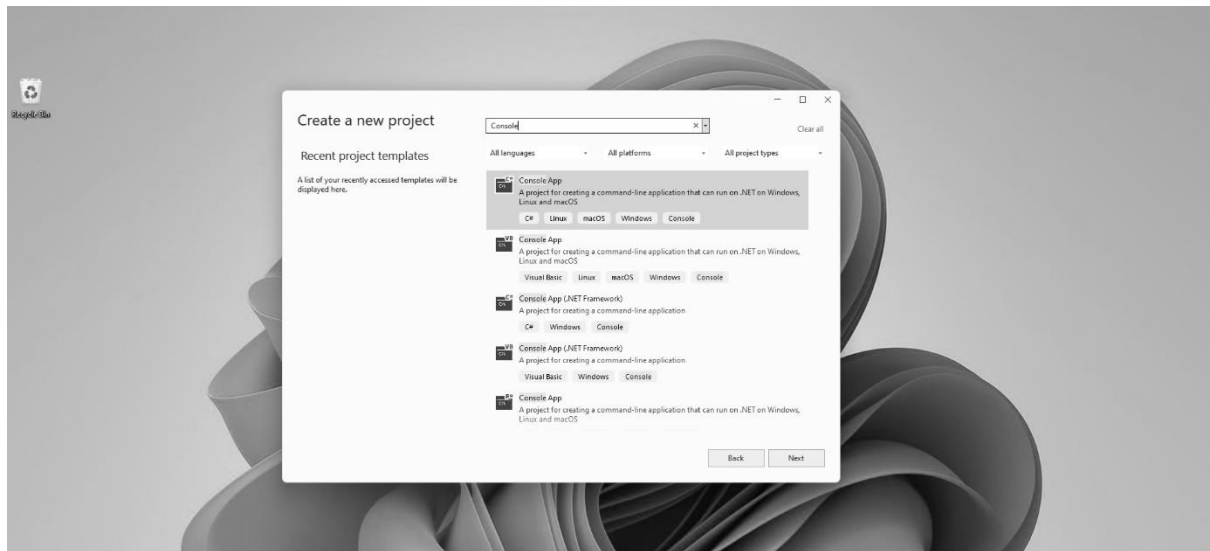 Recycle Bin
Create a new project
Console
Clear all
Recent project templates
All languages
All platforms
All project types
A list of your recently accessed templates will be
displayed here.
C#
Console App
A project for creating a command-line application that can run on .NET on Windows,
Linux and macOS
C# Linux macOS Windows Console
VB
Console App
A project for creating a command-line application that can run on .NET on Windows,
Linux and macOS
Visual Basic Linux macOS Windows Console
C#
Console App (.NET Framework)
A project for creating a command-line application
C# Windows Console
VB
Console App (.NET Framework)
A project for creating a command-line application
Visual Basic Windows Console
F#
Console App
A project for creating a command-line application that can run on .NET on Windows,
Linux and macOS
Back
Next